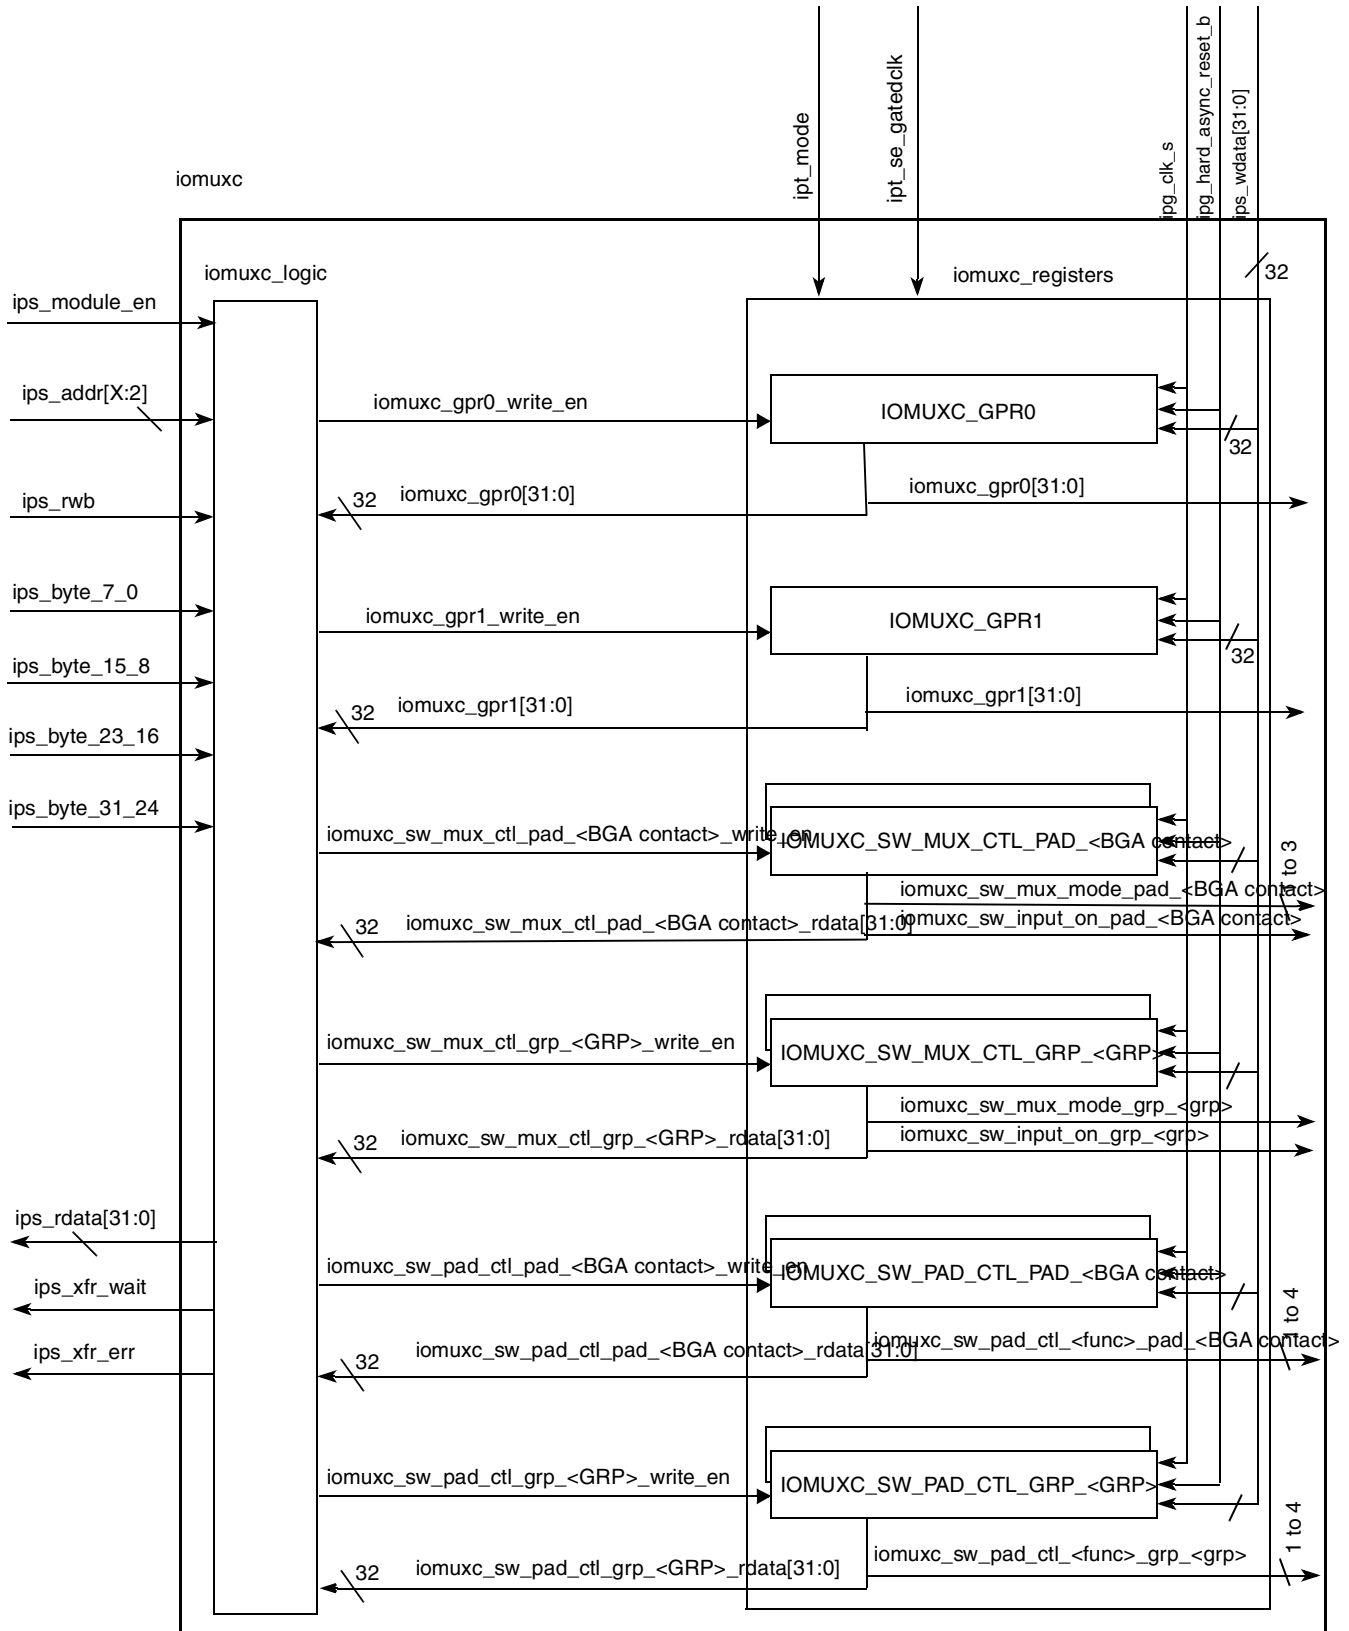 ipt_mode
ipt_se_gatedclk
ipg_clk_s
ipg_hard_async_reset_b
ips_wdata[31:0]
iomuxc
32
iomuxc_logic
iomuxc_registers
ips_module_en
ips_addr[X:2]
iomuxc_gpr0_write_en
IOMUXC_GPR0
32
ips_rwb
32
iomuxc_gpr0[31:0]
iomuxc_gpr0[31:0]
ips_byte_7_0
iomuxc_gpr1_write_en
IOMUXC_GPR1
32
ips_byte_15_8
32
iomuxc_gpr1[31:0]
iomuxc_gpr1[31:0]
ips_byte_23_16
ips_byte_31_24
iomuxc_sw_mux_ctl_pad_<BGA contact>_write_en
IOMUXC_SW_MUX_CTL_PAD_<BGA contact>
1 to 3
iomuxc_sw_mux_mode_pad_<BGA contact>
32
iomuxc_sw_mux_ctl_pad_<BGA contact>_rdata[31:0]
iomuxc_sw_input_on_pad_<BGA contact>
iomuxc_sw_mux_ctl_grp_<GRP>_write_en
IOMUXC_SW_MUX_CTL_GRP_<GRP>
iomuxc_sw_mux_mode_grp_<grp>
32
iomuxc_sw_mux_ctl_grp_<GRP>_rdata[31:0]
iomuxc_sw_input_on_grp_<grp>
ips_rdata[31:0]
iomuxc_sw_pad_ctl_pad_<BGA contact>_write_en
IOMUXC_SW_PAD_CTL_PAD_<BGA contact>
ips_xfr_wait
1 to 4
ips_xfr_err
32
iomuxc_sw_pad_ctl_pad_<BGA contact>_rdata[31:0]
iomuxc_sw_pad_ctl_<func>_pad_<BGA contact>
iomuxc_sw_pad_ctl_grp_<GRP>_write_en
IOMUXC_SW_PAD_CTL_GRP_<GRP>
1 to 4
32
iomuxc_sw_pad_ctl_grp_<GRP>_rdata[31:0]
iomuxc_sw_pad_ctl_<func>_grp_<grp>